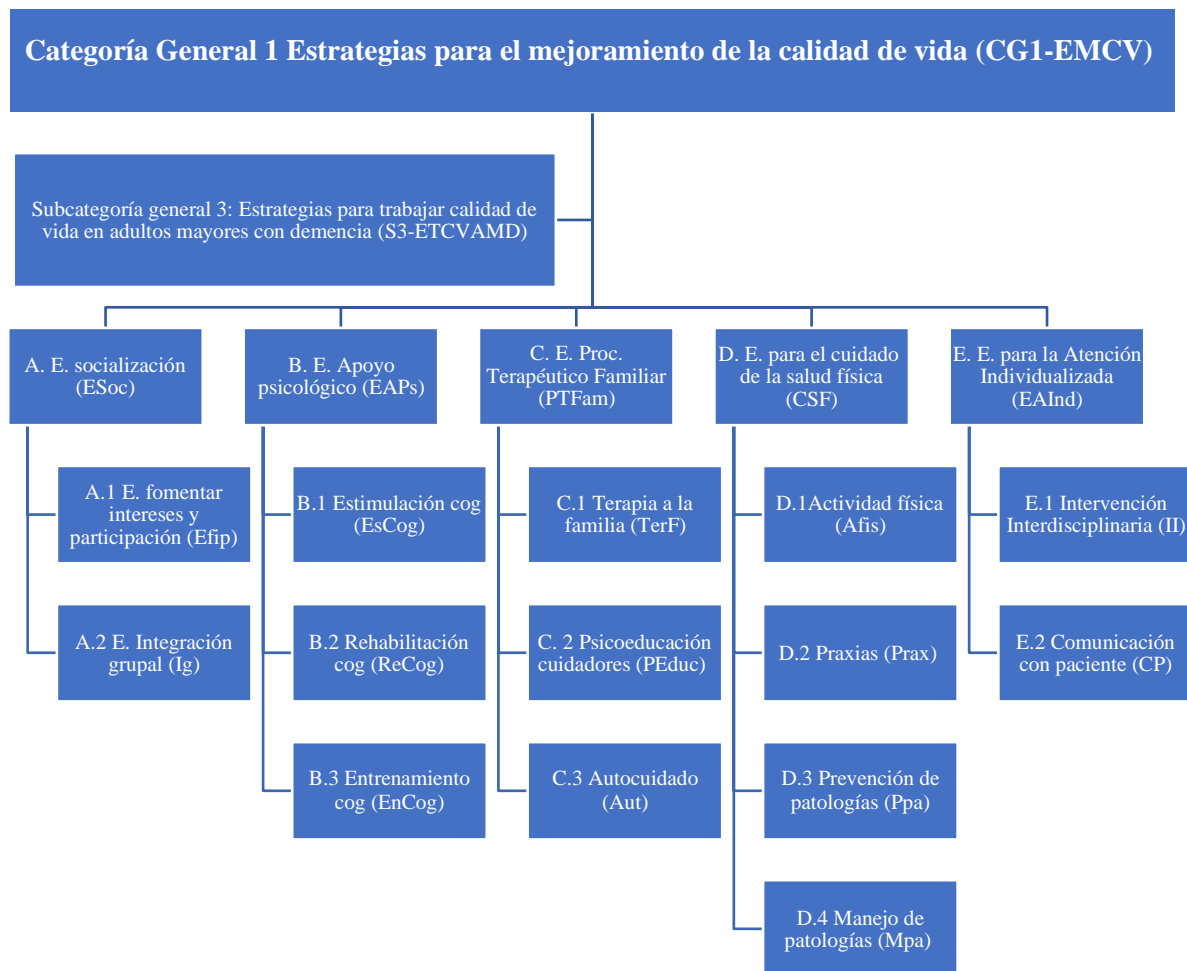 Categoría General 1 Estrategias para el mejoramiento de la calidad de vida (CG1-EMCV)
Subcategoría general 3: Estrategias para trabajar calidad de
vida en adultos mayores con demencia (S3-ETCVAMD)
A. E. socialización
(ESoc)
A.1 E. fomentar
intereses y
participación (Efip)
A.2 E. Integración
grupal (Ig)
B. E. Apoyo
psicológico (EAPs)
B.1 Estimulación cog
(EsCog)
B.2 Rehabilitación
cog (ReCog)
B.3 Entrenamiento
cog (EnCog)
C. E. Proc.
Terapéutico Familiar
(PTFam)
C.1 Terapia a la
familia (TerF)
C. 2 Psicoeducación
cuidadores (PEduc)
C.3 Autocuidado
(Aut)
D. E. para el cuidado
de la salud física
(CSF)
D.1Actividad física
(Afis)
D.2 Praxias (Prax)
D.3 Prevención de
patologías (Ppa)
D.4 Manejo de
patologías (Mpa)
E. E. para la Atención
Individualizada
(EAInd)
E.1 Intervención
Interdisciplinaria (II)
E.2 Comunicación
con paciente (CP)